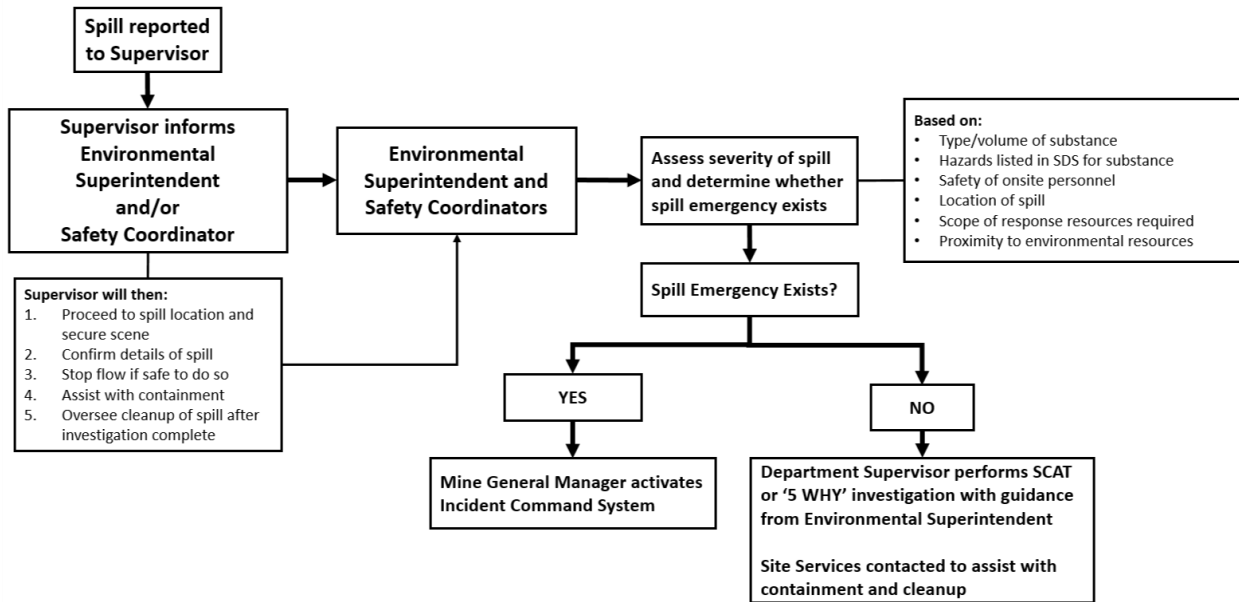 Spill reported
to Supervisor
Supervisor informs
Environmental
Superintendent
and/or
Safety Coordinator
Supervisor will then:
1. Proceed to spill location and
secure scene
2. Confirm details of spill
3. Stop flow if safe to do so
4. Assist with containment
5. Oversee cleanup of spill after
investigation complete
Environmental
Superintendent and
Safety Coordinators
Assess severity of spill
and determine whether
spill emergency exists
Based on:
• Type/volume of substance
• Hazards listed in SDS for substance
• Safety of onsite personnel
• Location of spill
• Scope of response resources required
• Proximity to environmental resources
Spill Emergency Exists?
YES
NO
Mine General Manager activates
Incident Command System
Department Supervisor performs SCAT
or ‘5 WHY’ investigation with guidance
from Environmental Superintendent
Site Services contacted to assist with
containment and cleanup